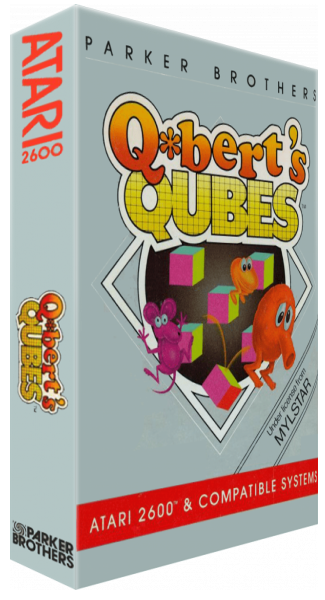 ATARI
2600
Q*bert's
QUBES
PARKER
BROTHERS
PARKER BROTHERS
Q*bert's
QUBES
TM
Under license from
MYLSTAR
ATARI 2600™ & COMPATIBLE SYSTEMS